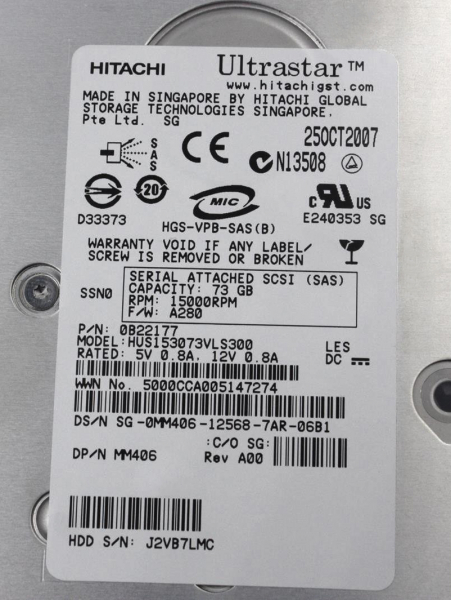 HITACHI Ultrastar™
www.hitachigst.com
MADE IN SINGAPORE BY HITACHI GLOBAL
STORAGE TECHNOLOGIES SINGAPORE.
Pte Ltd. SG
25OCT2007
SAS
CE
N13508
20
MIC
C US
D33373
E240353 SG
HGS-VPB-SAS(B)
WARRANTY VOID IF ANY LABEL/
SCREW IS REMOVED OR BROKEN
SERIAL ATTACHED SCSI (SAS)
CAPACITY: 73 GB
SSN0
RPM: 15000RPM
F/W: A280
P/N: 0B22177
MODEL: HUS153073VLS300 LES
RATED: 5V 0.8A, 12V 0.8A DC
WWN No. 5000CCA005147274
DS/N SG-0MM406-12568-7AR-06B1
:C/O SG:
DP/N MM406 Rev A00
HDD S/N: J2VB7LMC